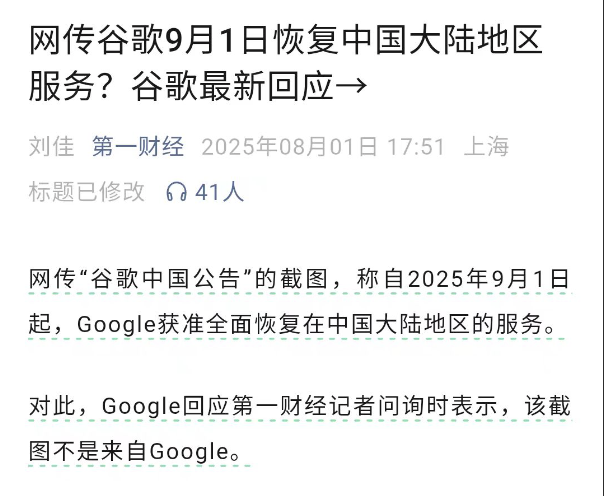 网传谷歌9月1日恢复中国大陆地区
服务？谷歌最新回应→
刘佳 第一财经 2025年08月01日 17:51 上海
标题已修改 41人
网传“谷歌中国公告”的截图，称自2025年9月1日
起，Google获准全面恢复在中国大陆地区的服务。
对此，Google回应第一财经记者问询时表示，该截
图不是来自Google。